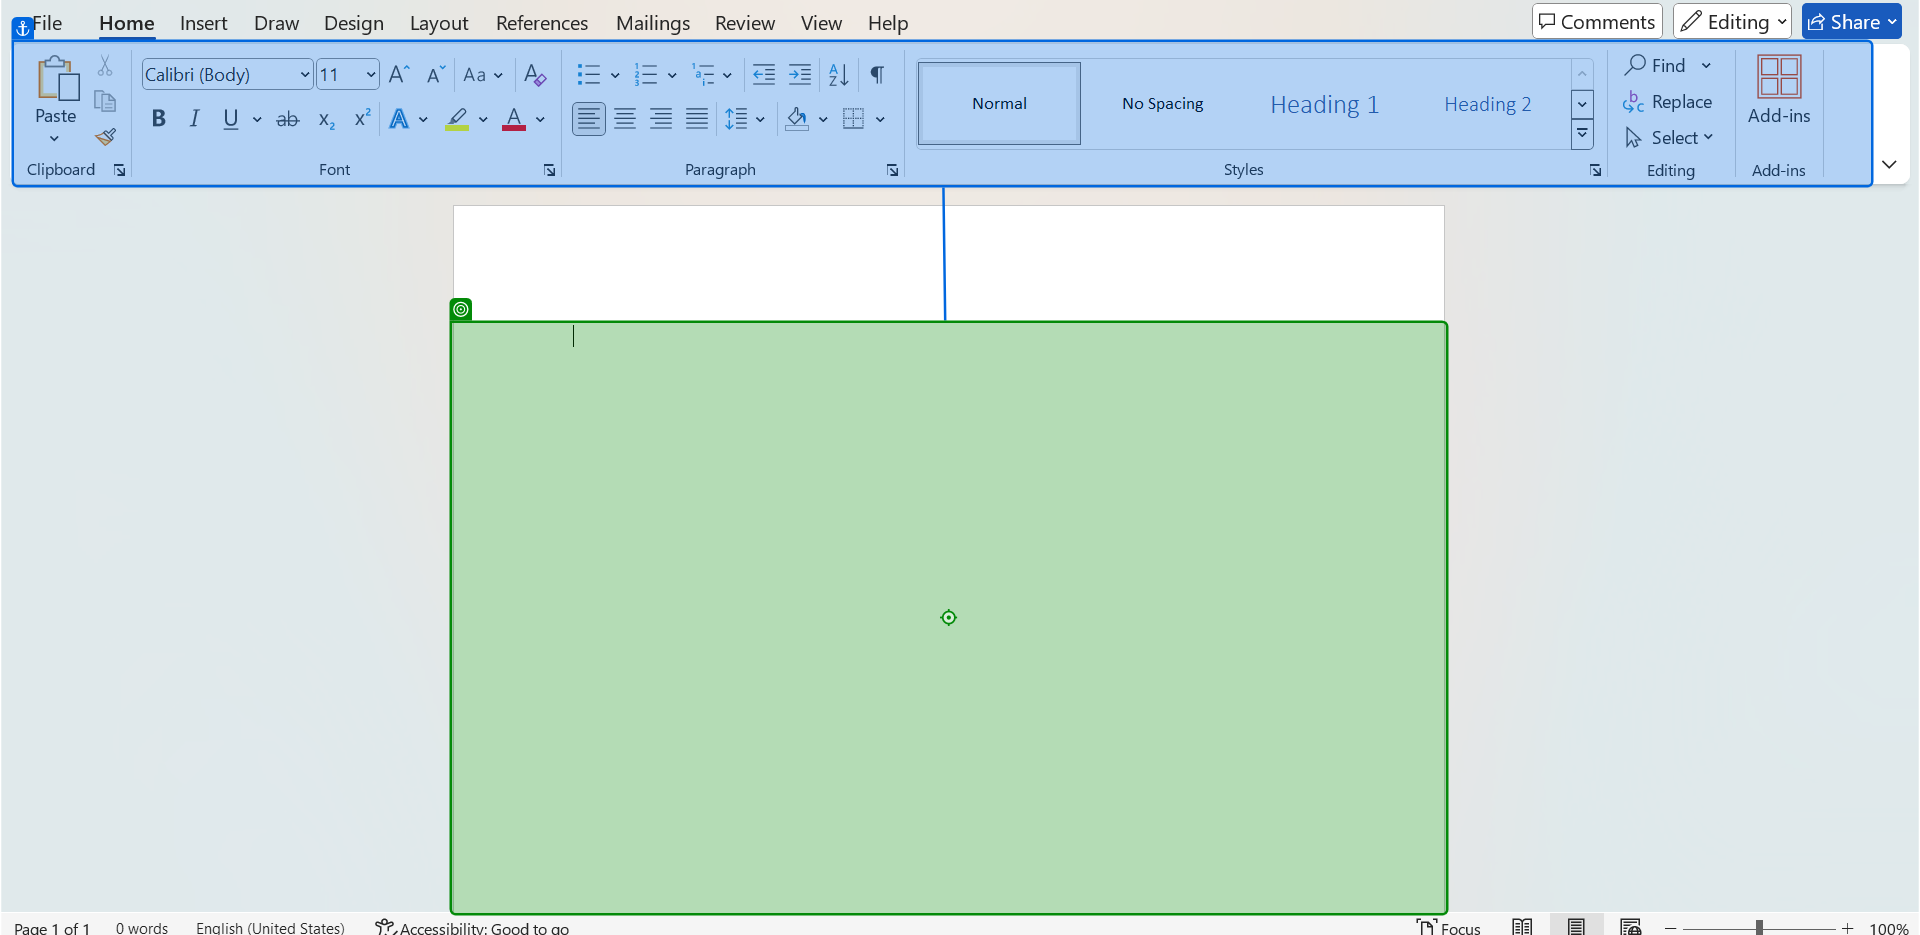 File Home Insert Draw Design Layout References Mailings Review View Help Comments Editing Share
Calibri (Body) 11 Aa
Normal No Spacing Heading 1 Heading 2
Find
Replace
Select
Paste
Add-ins
B I U ab x₂ x² A A
Clipboard Font Paragraph Styles Editing Add-ins
Page 1 of 1 0 words English (United States) Accessibility: Good to go Focus 100%